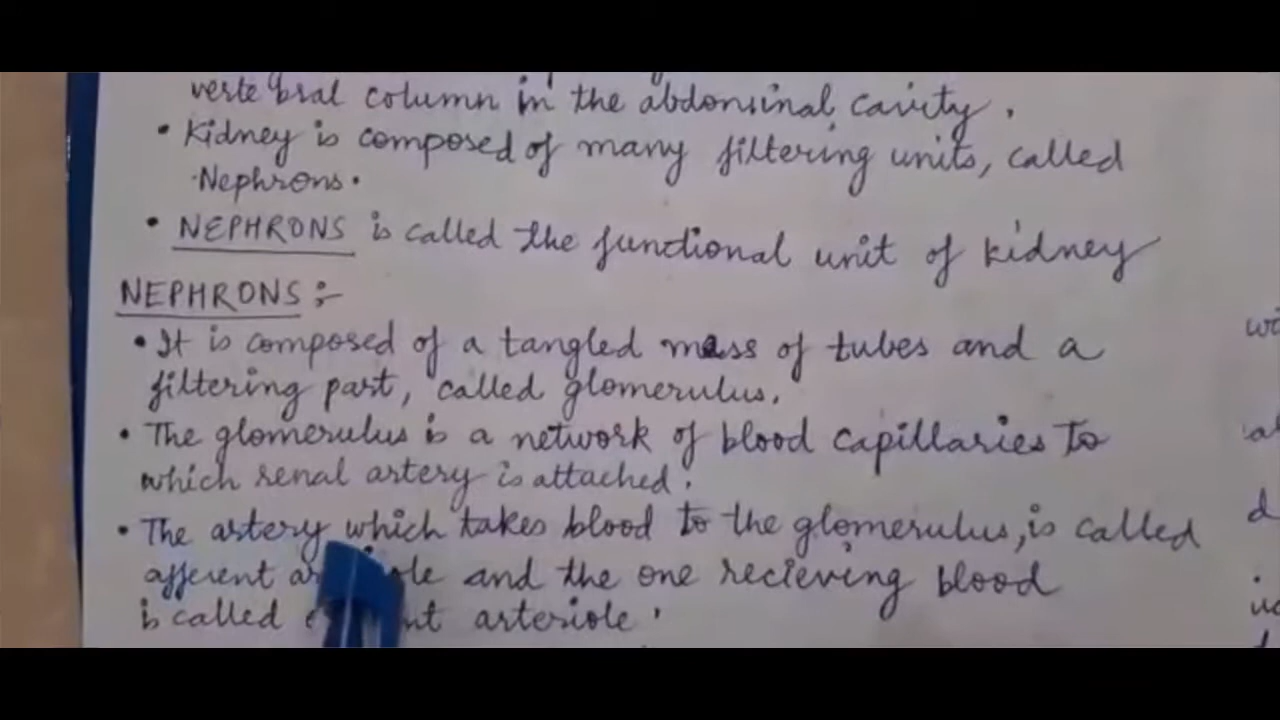 vertebral column in the abdominal cavity.
• Kidney is composed of many filtering units, called
Nephrons.
• NEPHRONS is called the functional unit of kidney
NEPHRONS :-
• It is composed of a tangled mass of tubes and a
filtering part, called glomerulus.
• The glomerulus is a network of blood capillaries to
which renal artery is attached.
• The artery which takes blood to the glomerulus, is called
afferent and the one recieving blood
is called arteriole.